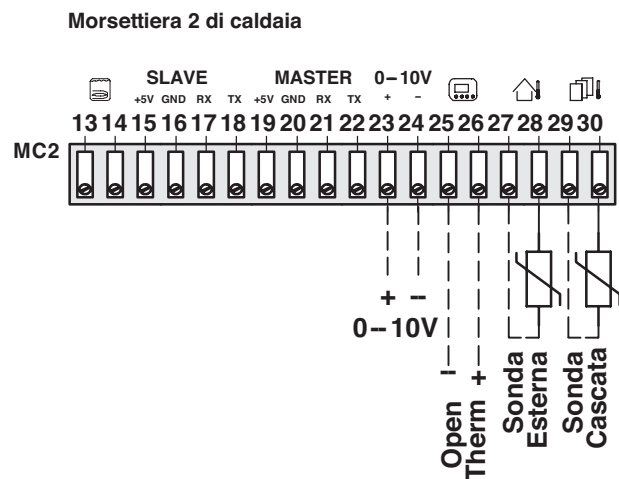 Morsettiera 2 di caldaia
SLAVE MASTER 0–10V
+5V GND RX TX +5V GND RX TX + –
13 14 15 16 17 18 19 20 21 22 23 24 25 26 27 28 29 30
MC2
+ –
0–10V
– +
Open
Therm
Sonda
Esterna
Sonda
Cascata